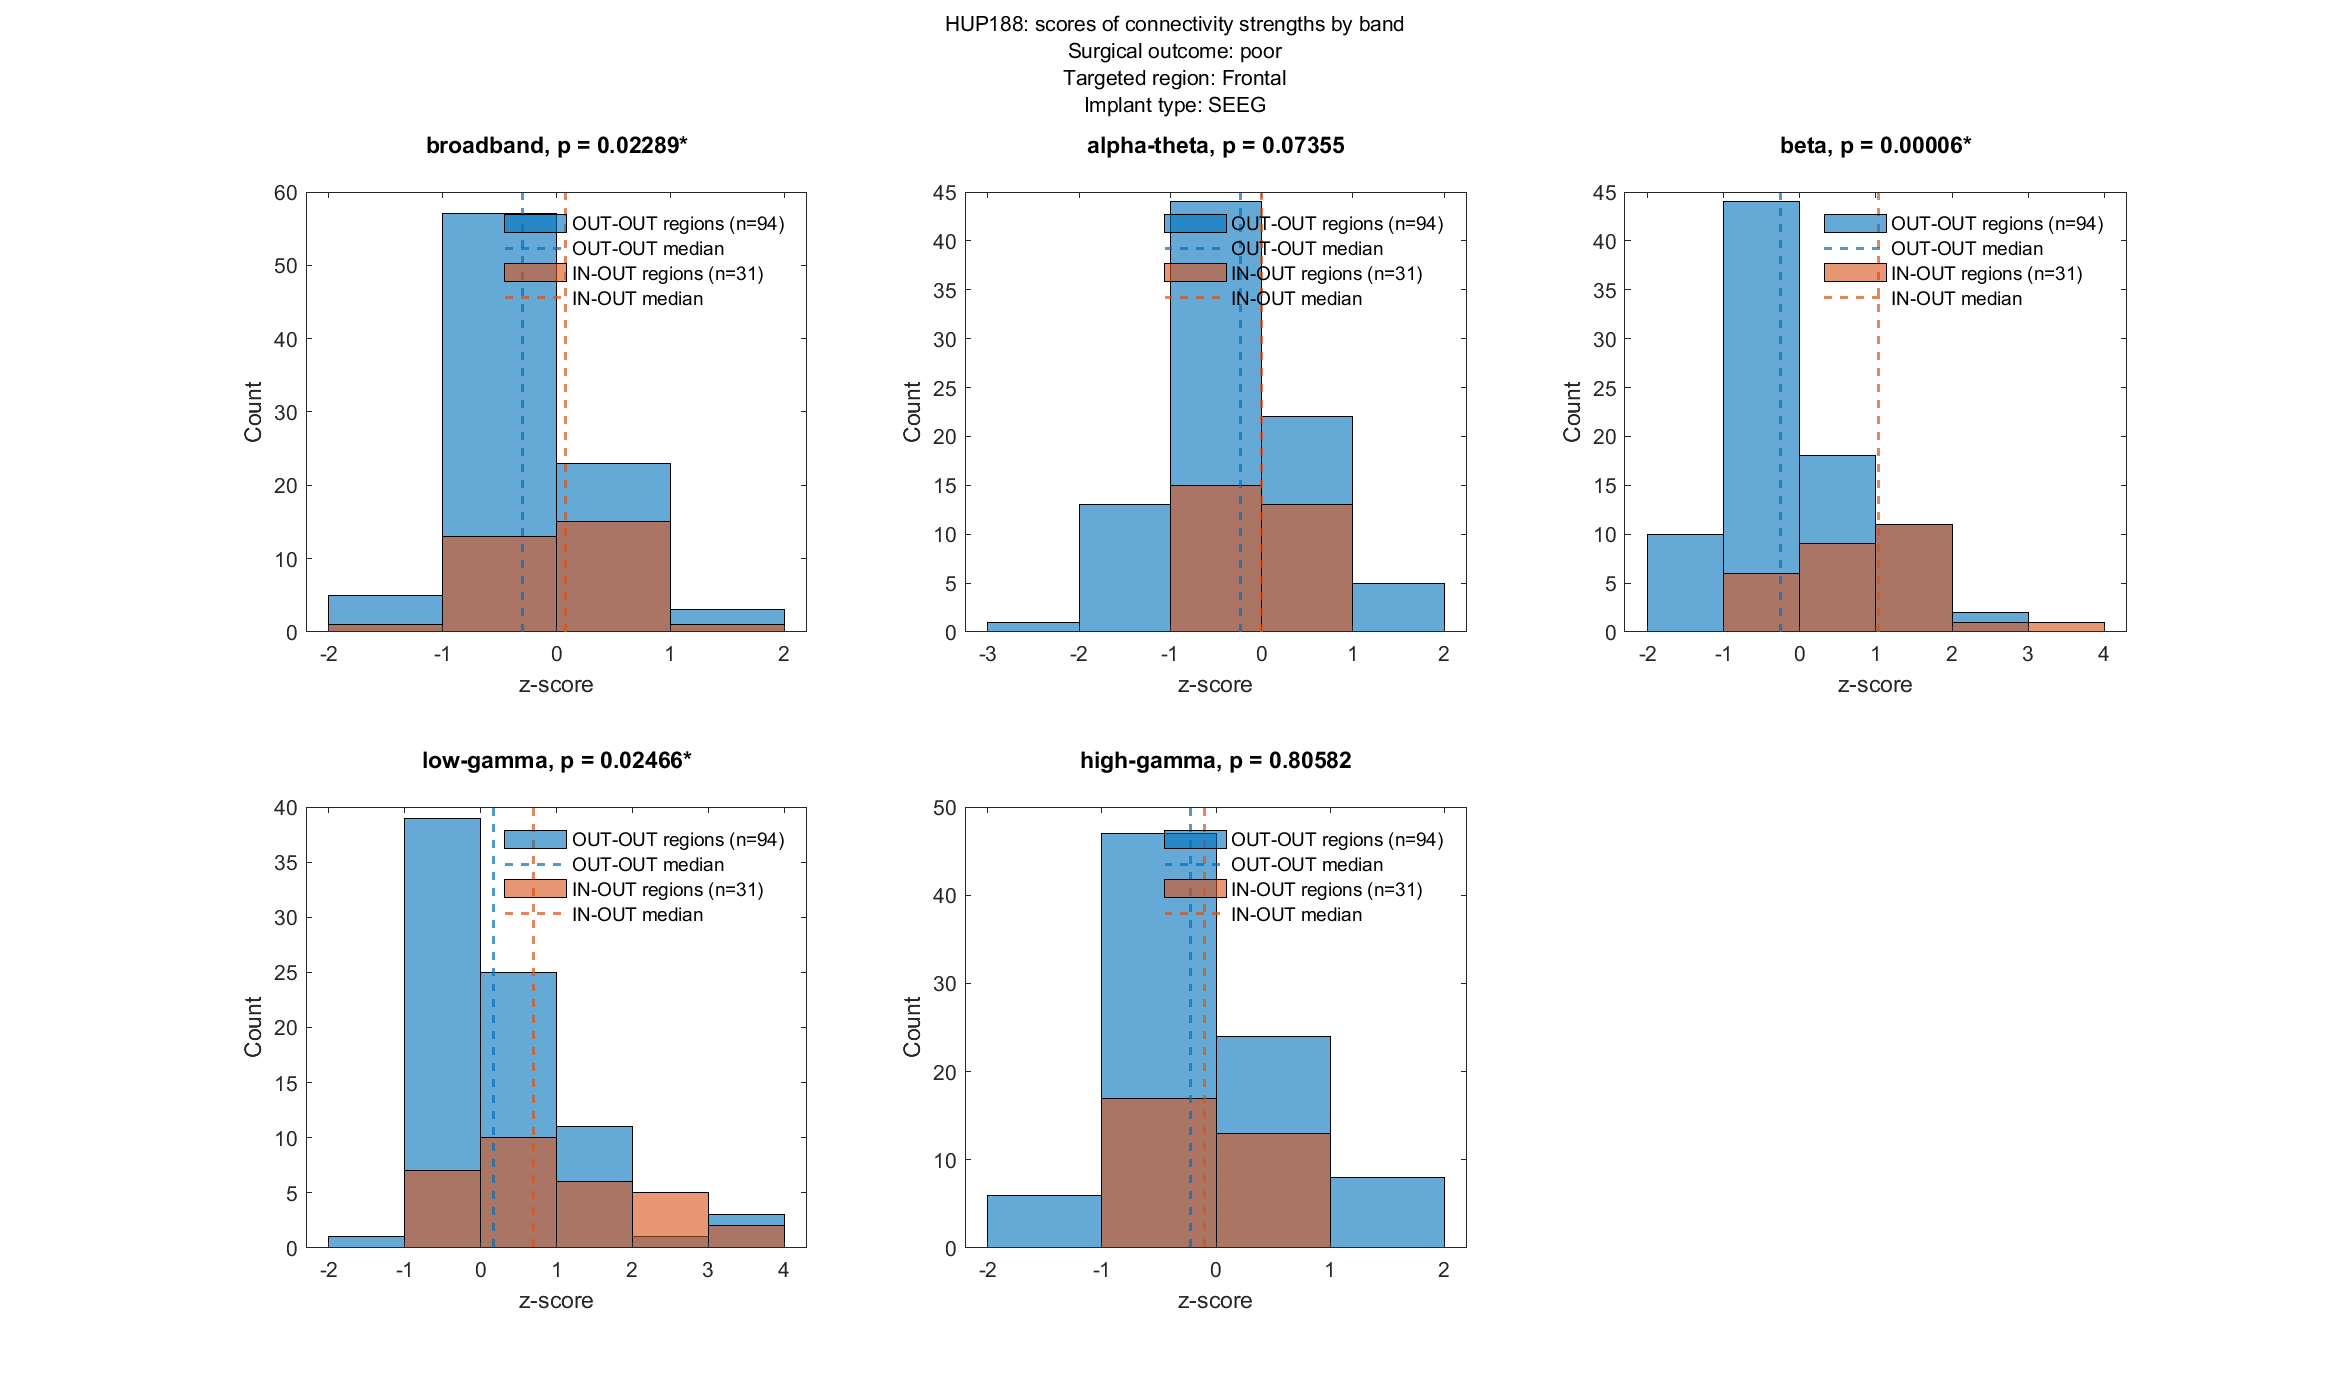 HUP188: scores of connectivity strengths by band
Surgical outcome: poor
Targeted region: Frontal
Implant type: SEEG
broadband, p = 0.02289*
60
50
40
30
20
10
0
Count
-2 -1 0 1 2
z-score
OUT-OUT regions (n=94)
OUT-OUT median
IN-OUT regions (n=31)
IN-OUT median
alpha-theta, p = 0.07355
45
40
35
30
25
20
15
10
5
0
Count
-3 -2 -1 0 1 2
z-score
OUT-OUT regions (n=94)
OUT-OUT median
IN-OUT regions (n=31)
IN-OUT median
beta, p = 0.00006*
45
40
35
30
25
20
15
10
5
0
Count
-2 -1 0 1 2 3 4
z-score
OUT-OUT regions (n=94)
OUT-OUT median
IN-OUT regions (n=31)
IN-OUT median
low-gamma, p = 0.02466*
40
35
30
25
20
15
10
5
0
Count
-2 -1 0 1 2 3 4
z-score
OUT-OUT regions (n=94)
OUT-OUT median
IN-OUT regions (n=31)
IN-OUT median
high-gamma, p = 0.80582
50
40
30
20
10
0
Count
-2 -1 0 1 2
z-score
OUT-OUT regions (n=94)
OUT-OUT median
IN-OUT regions (n=31)
IN-OUT median